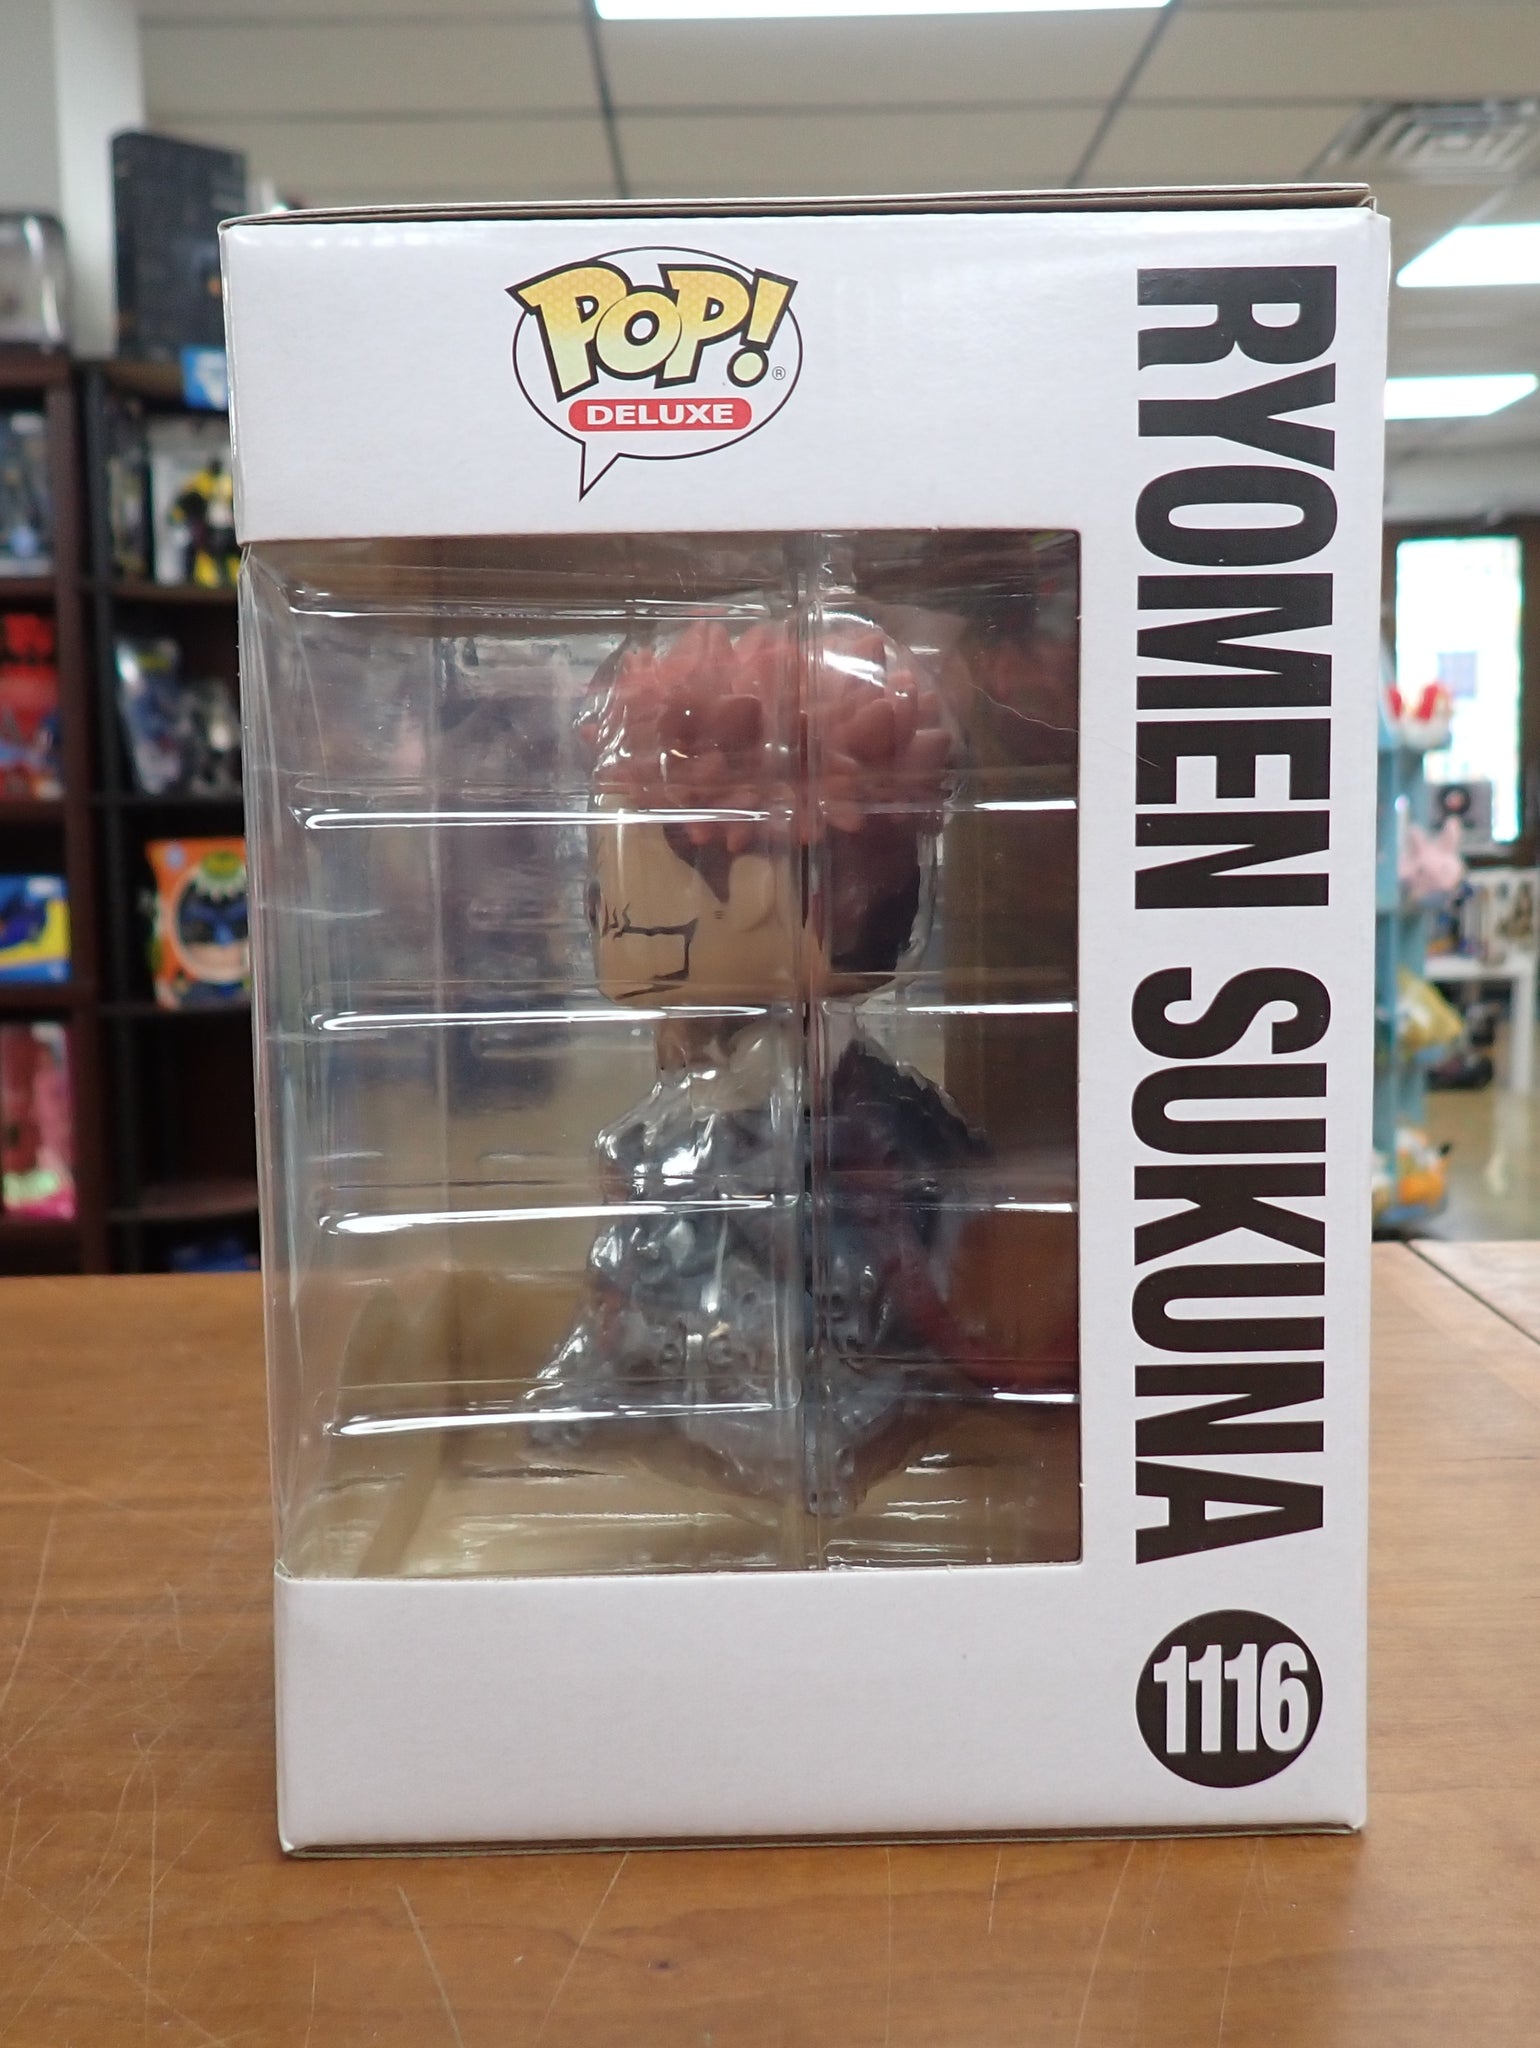 POP! ®
DELUXE
RYOMEN SUKUNA
1116